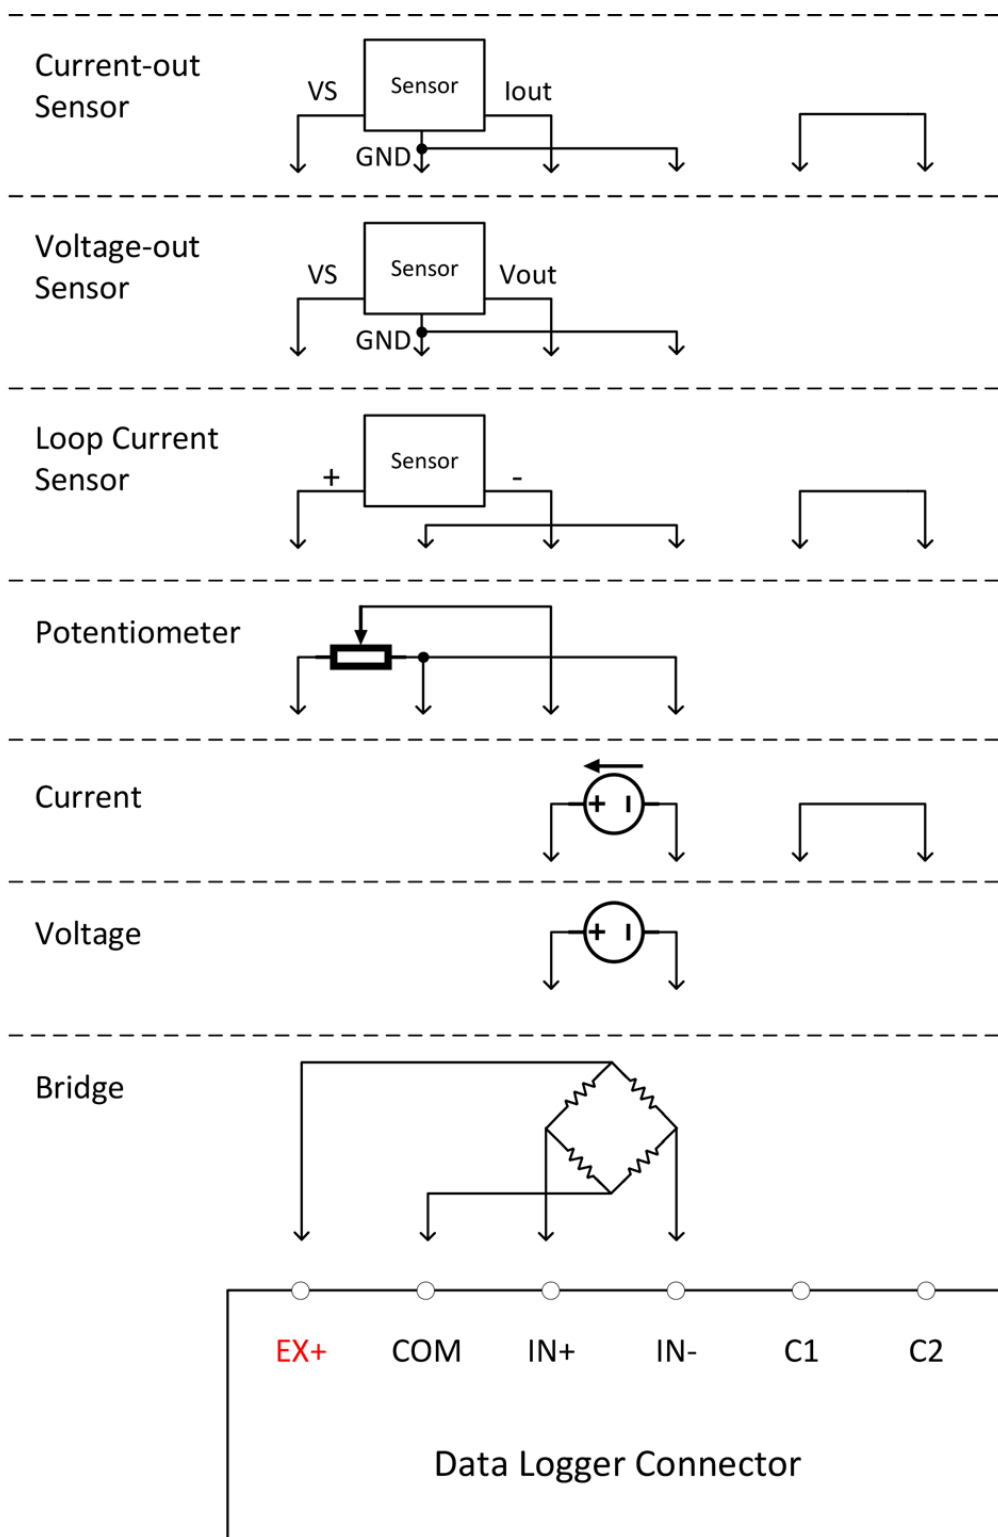 Current-out
Sensor
VS
Sensor
Iout
GND
Voltage-out
Sensor
VS
Sensor
Vout
GND
Loop Current
Sensor
+
Sensor
-
Potentiometer
Current
+ -
Voltage
+ -
Bridge
EX+ COM IN+ IN- C1 C2
Data Logger Connector